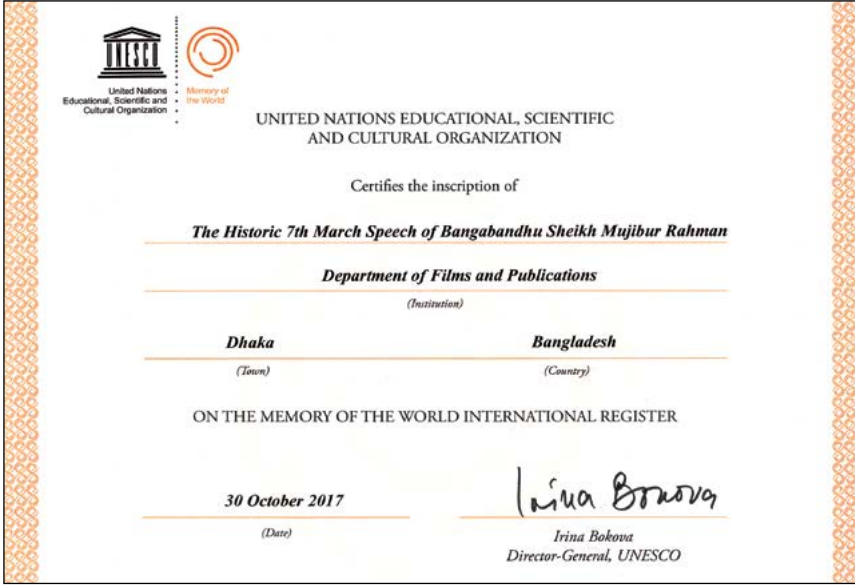 UNESCO
United Nations
Educational, Scientific and
Cultural Organization
Memory of
the World
UNITED NATIONS EDUCATIONAL, SCIENTIFIC
AND CULTURAL ORGANIZATION
Certifies the inscription of
The Historic 7th March Speech of Bangabandhu Sheikh Mujibur Rahman
Department of Films and Publications
(Institution)
Dhaka Bangladesh
(Town) (Country)
ON THE MEMORY OF THE WORLD INTERNATIONAL REGISTER
Irina Bokova
30 October 2017
(Date)
Irina Bokova
Director-General, UNESCO